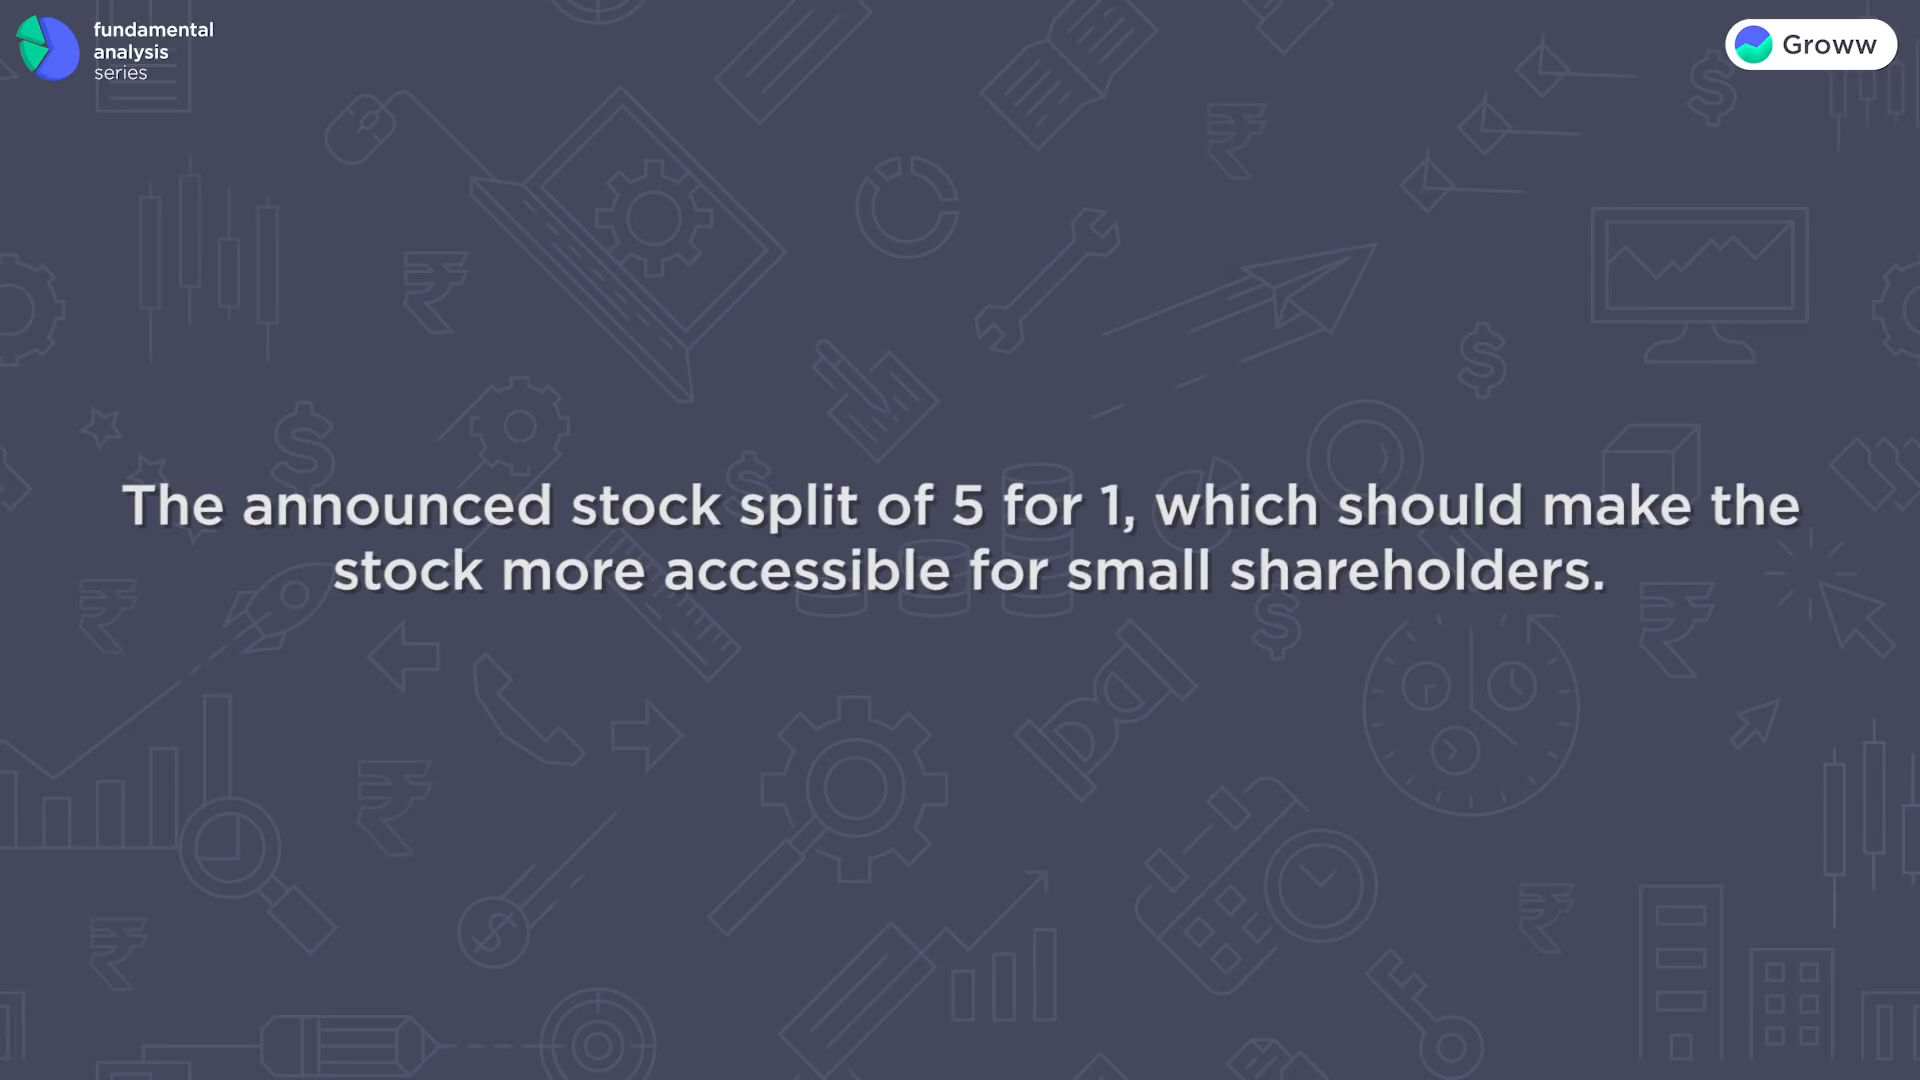 fundamental
analysis
series
Groww
The announced stock split of 5 for 1, which should make the
stock more accessible for small shareholders.